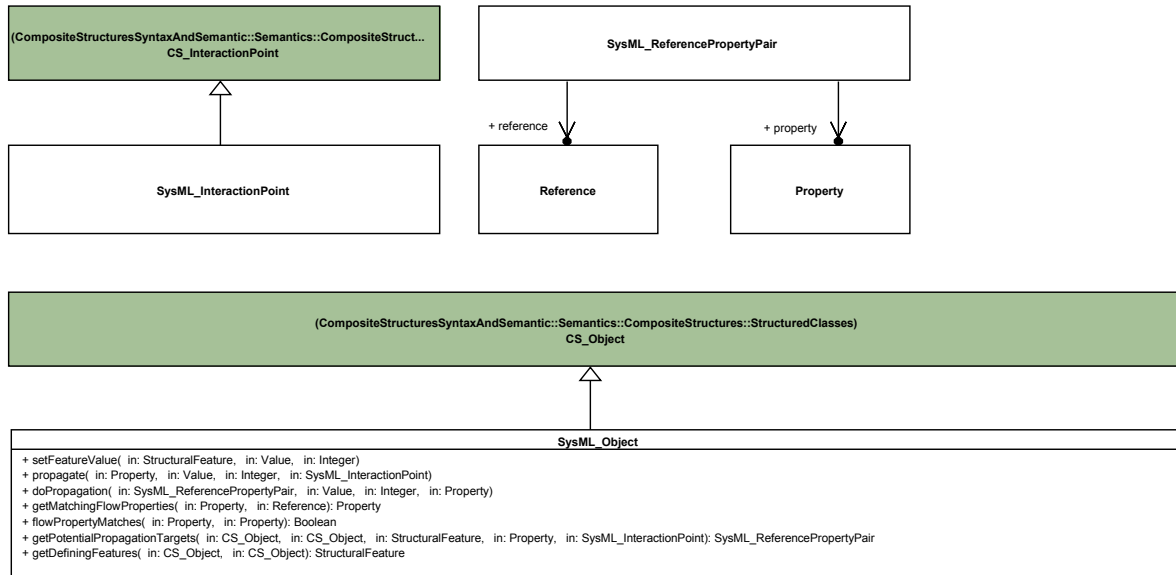 (CompositeStructuresSyntaxAndSemantic::Semantics::CompositeStruct...
CS_InteractionPoint
SysML_ReferencePropertyPair
+ reference
+ property
SysML_InteractionPoint
Reference
Property
(CompositeStructuresSyntaxAndSemantic::Semantics::CompositeStructures::StructuredClasses)
CS_Object
SysML_Object
+ setFeatureValue( in: StructuralFeature, in: Value, in: Integer)
+ propagate( in: Property, in: Value, in: Integer, in: SysML_InteractionPoint)
+ doPropagation( in: SysML_ReferencePropertyPair, in: Value, in: Integer, in: Property)
+ getMatchingFlowProperties( in: Property, in: Reference): Property
+ flowPropertyMatches( in: Property, in: Property): Boolean
+ getPotentialPropagationTargets( in: CS_Object, in: CS_Object, in: StructuralFeature, in: Property, in: SysML_InteractionPoint): SysML_ReferencePropertyPair
+ getDefiningFeatures( in: CS_Object, in: CS_Object): StructuralFeature